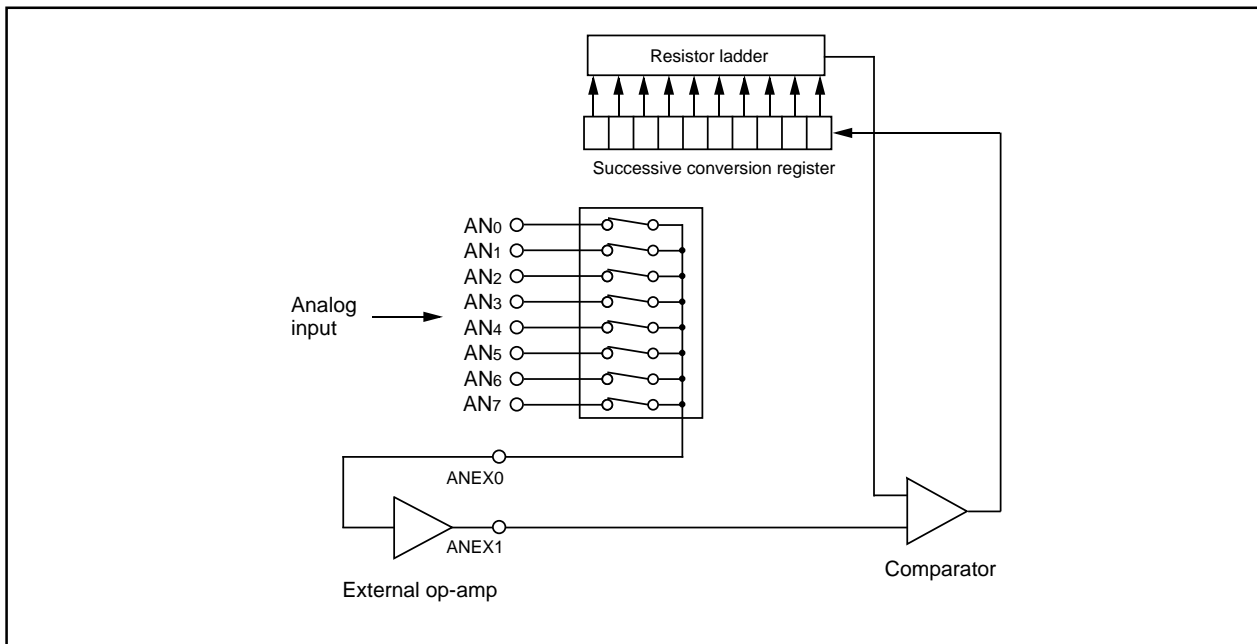 Resistor ladder
Successive conversion register
AN0
AN1
AN2
AN3
AN4
AN5
AN6
AN7
Analog
input
ANEX0
ANEX1
External op-amp
Comparator